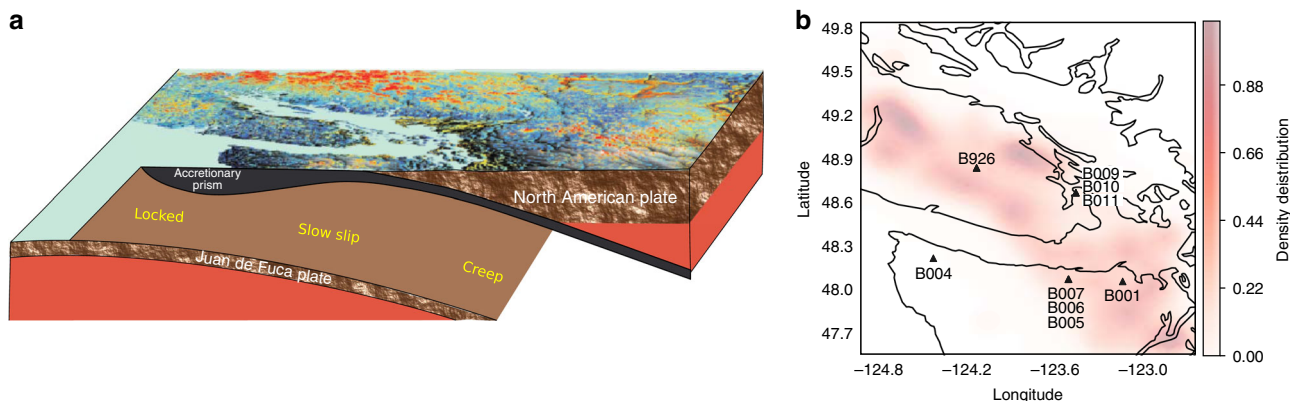 a
Accretionary
prism
North American plate
Locked
Slow slip
Creep
Juan de Fuca plate
b
49.8
49.5
49.2
48.9
48.6
48.3
48.0
47.7
Latitude
B926
B009
B010
B011
B004
B007
B006
B005
B001
−124.8
−124.2
−123.6
−123.0
Longitude
0.88
0.66
0.44
0.22
0.00
Density deistribution